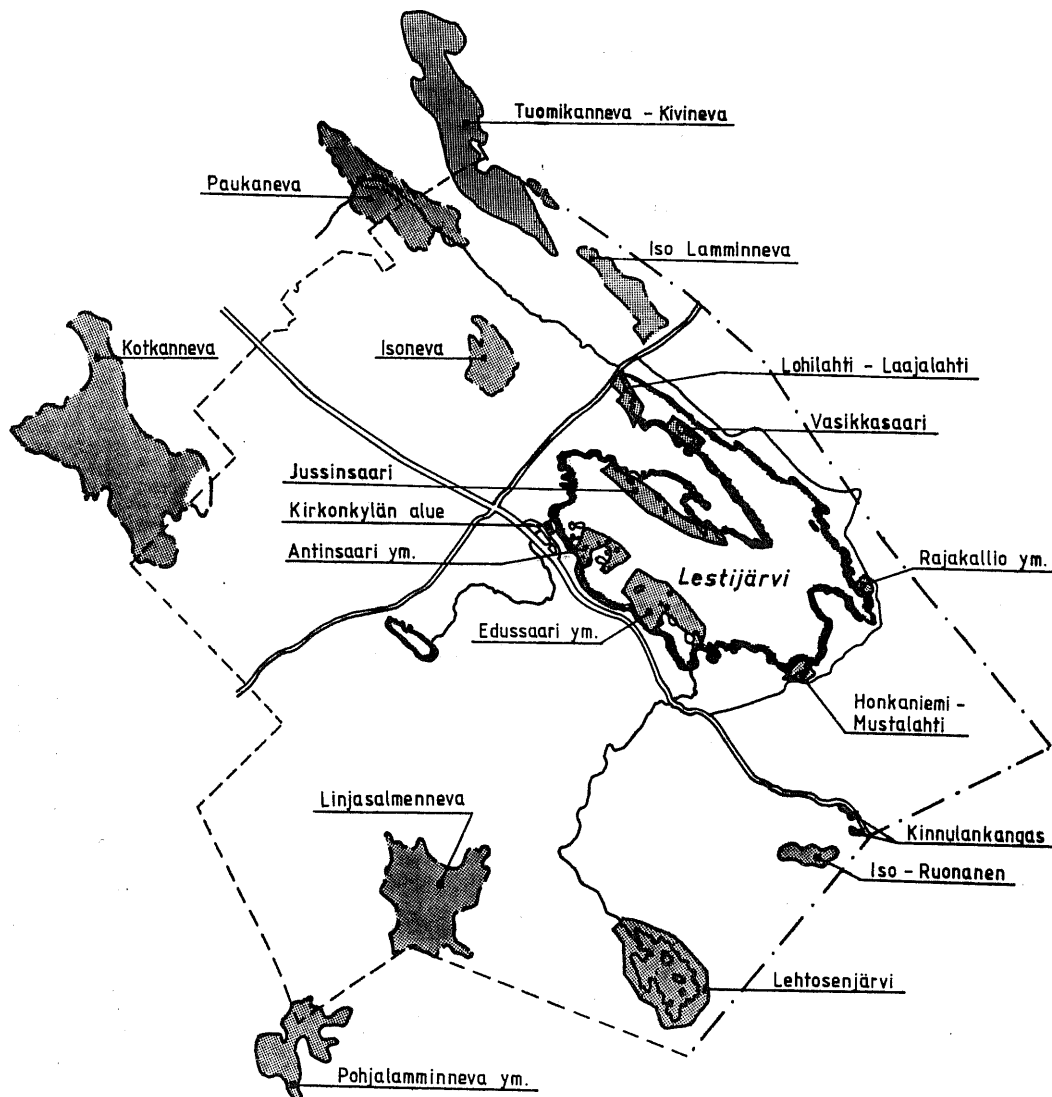 Tuomikanneva - Kivineva
Paukaneva
Iso Lamminneva
Kotkanneva
Isoneva
Lohilahti - Laajalahti
Vasikkasaari
Jussinsaari
Kirkonkylän alue
Antinsaari ym.
Lestijärvi
Rajakallio ym.
Edussaari ym.
Honkaniemi -
Mustalahti
Linjasalmenneva
Kinnulankangas
Iso - Ruonanen
Lehtosenjärvi
Pohjalamminneva ym.